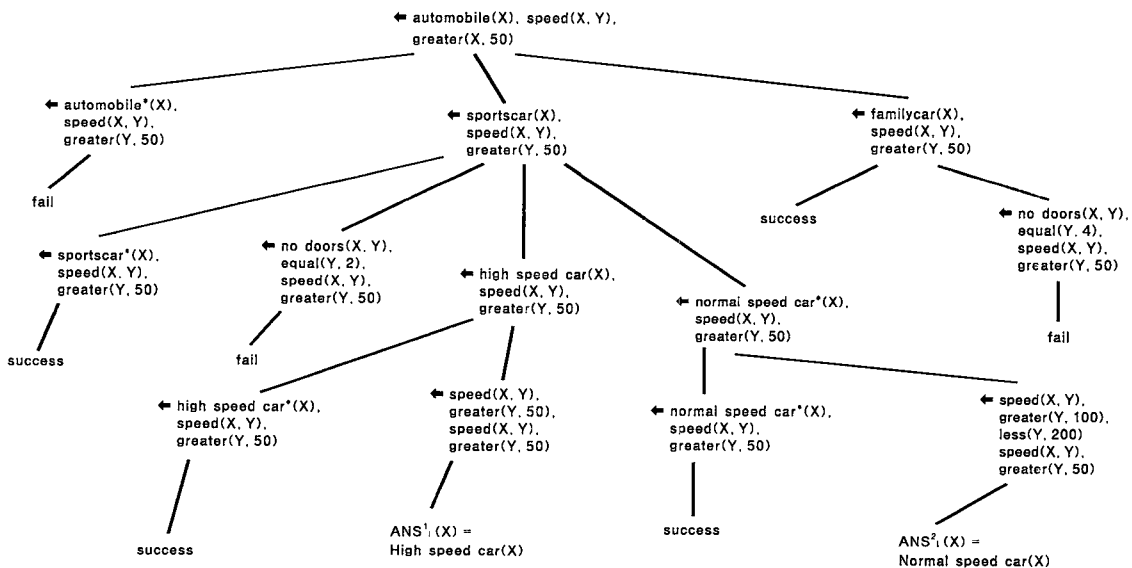 ← automobile(X), speed(X, Y),
greater(X, 50)
← automobile*(X),
speed(X, Y),
greater(Y, 50)
fail
← sportscar(X),
speed(X, Y),
greater(Y, 50)
← familycar(X),
speed(X, Y),
greater(Y, 50)
success
← no doors(X, Y),
equal(Y, 4),
speed(X, Y),
greater(Y, 50)
fail
← sportscar*(X),
speed(X, Y),
greater(Y, 50)
success
← no doors(X, Y),
equal(Y, 2),
speed(X, Y),
greater(Y, 50)
fail
← high speed car(X),
speed(X, Y),
greater(Y, 50)
← normal speed car*(X),
speed(X, Y),
greater(Y, 50)
← high speed car*(X),
speed(X, Y),
greater(Y, 50)
success
← speed(X, Y),
greater(Y, 50),
speed(X, Y),
greater(Y, 50)
ANS¹ᵢ(X) =
High speed car(X)
← normal speed car*(X),
speed(X, Y),
greater(Y, 50)
success
← speed(X, Y),
greater(Y, 100),
less(Y, 200)
speed(X, Y),
greater(Y, 50)
ANS²ᵢ(X) =
Normal speed car(X)